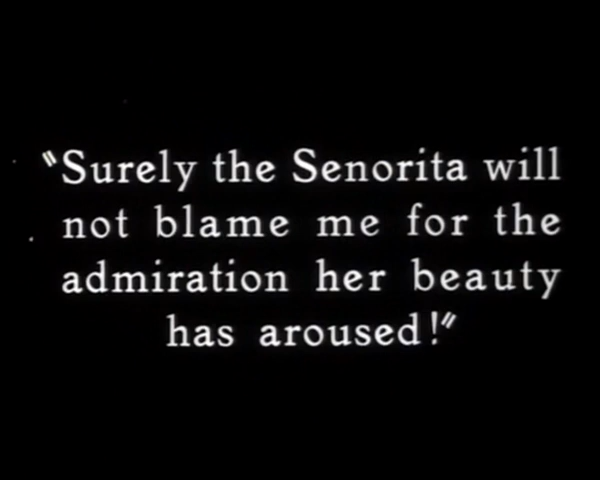 "Surely the Senorita will
not blame me for the
admiration her beauty
has aroused!"